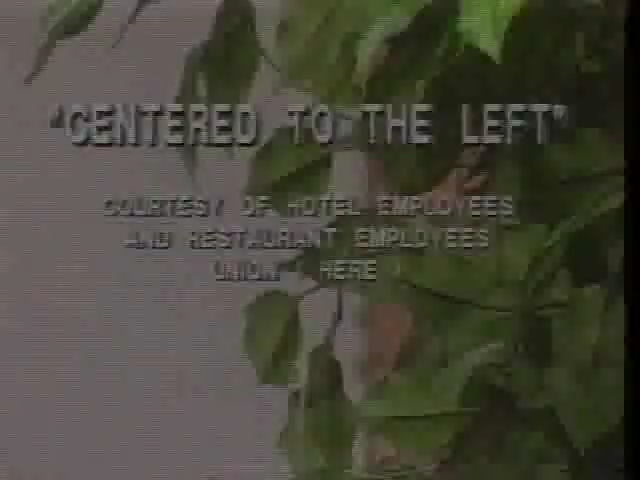 "CENTERED TO THE LEFT"
COURTESY OF HOTEL EMPLOYEES
AND RESTAURANT EMPLOYEES
UNION, HERE